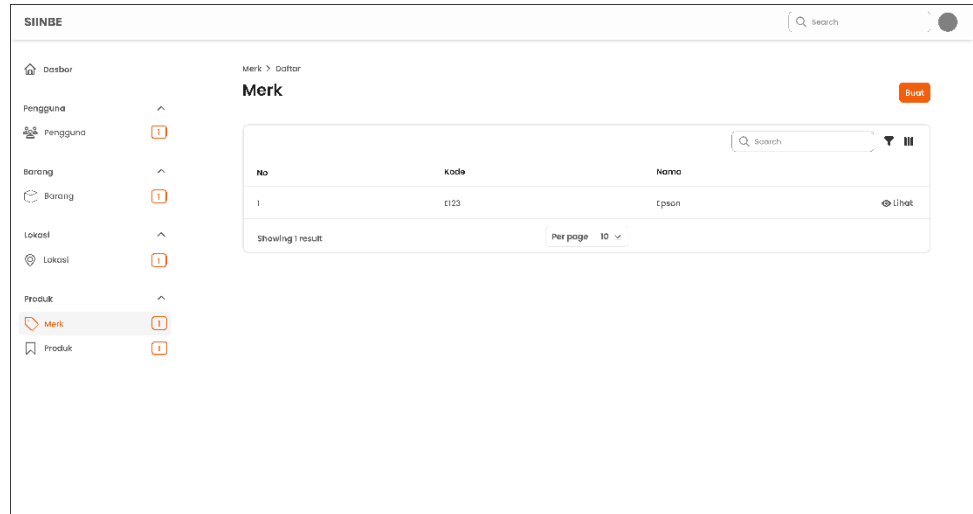 SIINBE
Search
Dasbor
Pengguna
Pengguna 1
Barang
Barang 1
Lokasi
Lokasi 1
Produk
Merk 1
Produk 1
Merk > Daftar
Merk
Buat
Search
No Kode Nama
1 E123 Epson Lihat
Showing 1 result Per page 10